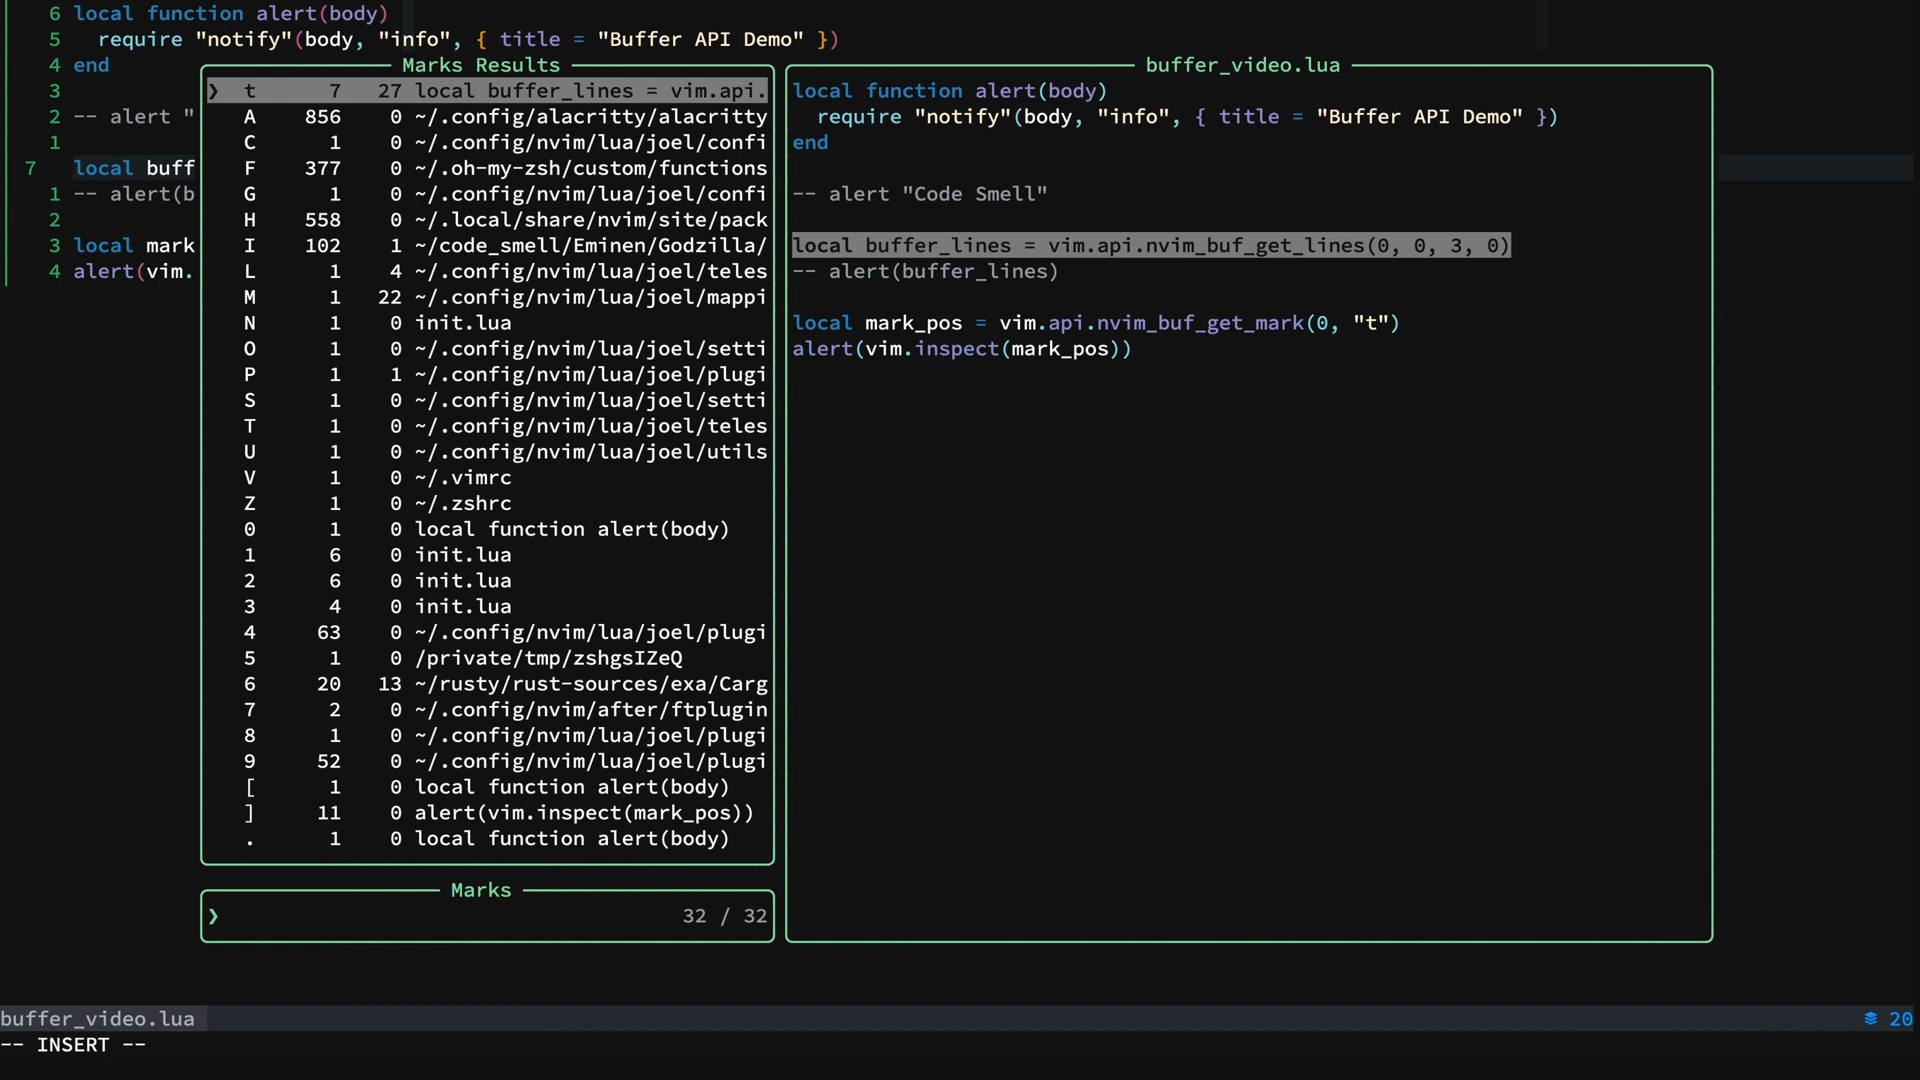 6 local function alert(body)
5   require "notify"(body, "info", { title = "Buffer API Demo" })
4 end
3
2 -- alert "
1
7 local buff
1 -- alert(b
2
3 local mark
4 alert(vim.
Marks Results
❯ t 7 27 local buffer_lines = vim.api.
A 856 0 ~/.config/alacritty/alacritty
C 1 0 ~/.config/nvim/lua/joel/confi
F 377 0 ~/.oh-my-zsh/custom/functions
G 1 0 ~/.config/nvim/lua/joel/confi
H 558 0 ~/.local/share/nvim/site/pack
I 102 1 ~/code_smell/Eminen/Godzilla/
L 1 4 ~/.config/nvim/lua/joel/teles
M 1 22 ~/.config/nvim/lua/joel/mappi
N 1 0 init.lua
O 1 0 ~/.config/nvim/lua/joel/setti
P 1 1 ~/.config/nvim/lua/joel/plugi
S 1 0 ~/.config/nvim/lua/joel/setti
T 1 0 ~/.config/nvim/lua/joel/teles
U 1 0 ~/.config/nvim/lua/joel/utils
V 1 0 ~/.vimrc
Z 1 0 ~/.zshrc
0 1 0 local function alert(body)
1 6 0 init.lua
2 6 0 init.lua
3 4 0 init.lua
4 63 0 ~/.config/nvim/lua/joel/plugi
5 1 0 /private/tmp/zshgsIZeQ
6 20 13 ~/rusty/rust-sources/exa/Carg
7 2 0 ~/.config/nvim/after/ftplugin
8 1 0 ~/.config/nvim/lua/joel/plugi
9 52 0 ~/.config/nvim/lua/joel/plugi
[ 1 0 local function alert(body)
] 11 0 alert(vim.inspect(mark_pos))
. 1 0 local function alert(body)
Marks
❯ 32 / 32
buffer_video.lua
local function alert(body)
  require "notify"(body, "info", { title = "Buffer API Demo" })
end
-- alert "Code Smell"
local buffer_lines = vim.api.nvim_buf_get_lines(0, 0, 3, 0)
-- alert(buffer_lines)
local mark_pos = vim.api.nvim_buf_get_mark(0, "t")
alert(vim.inspect(mark_pos))
buffer_video.lua 20
-- INSERT --